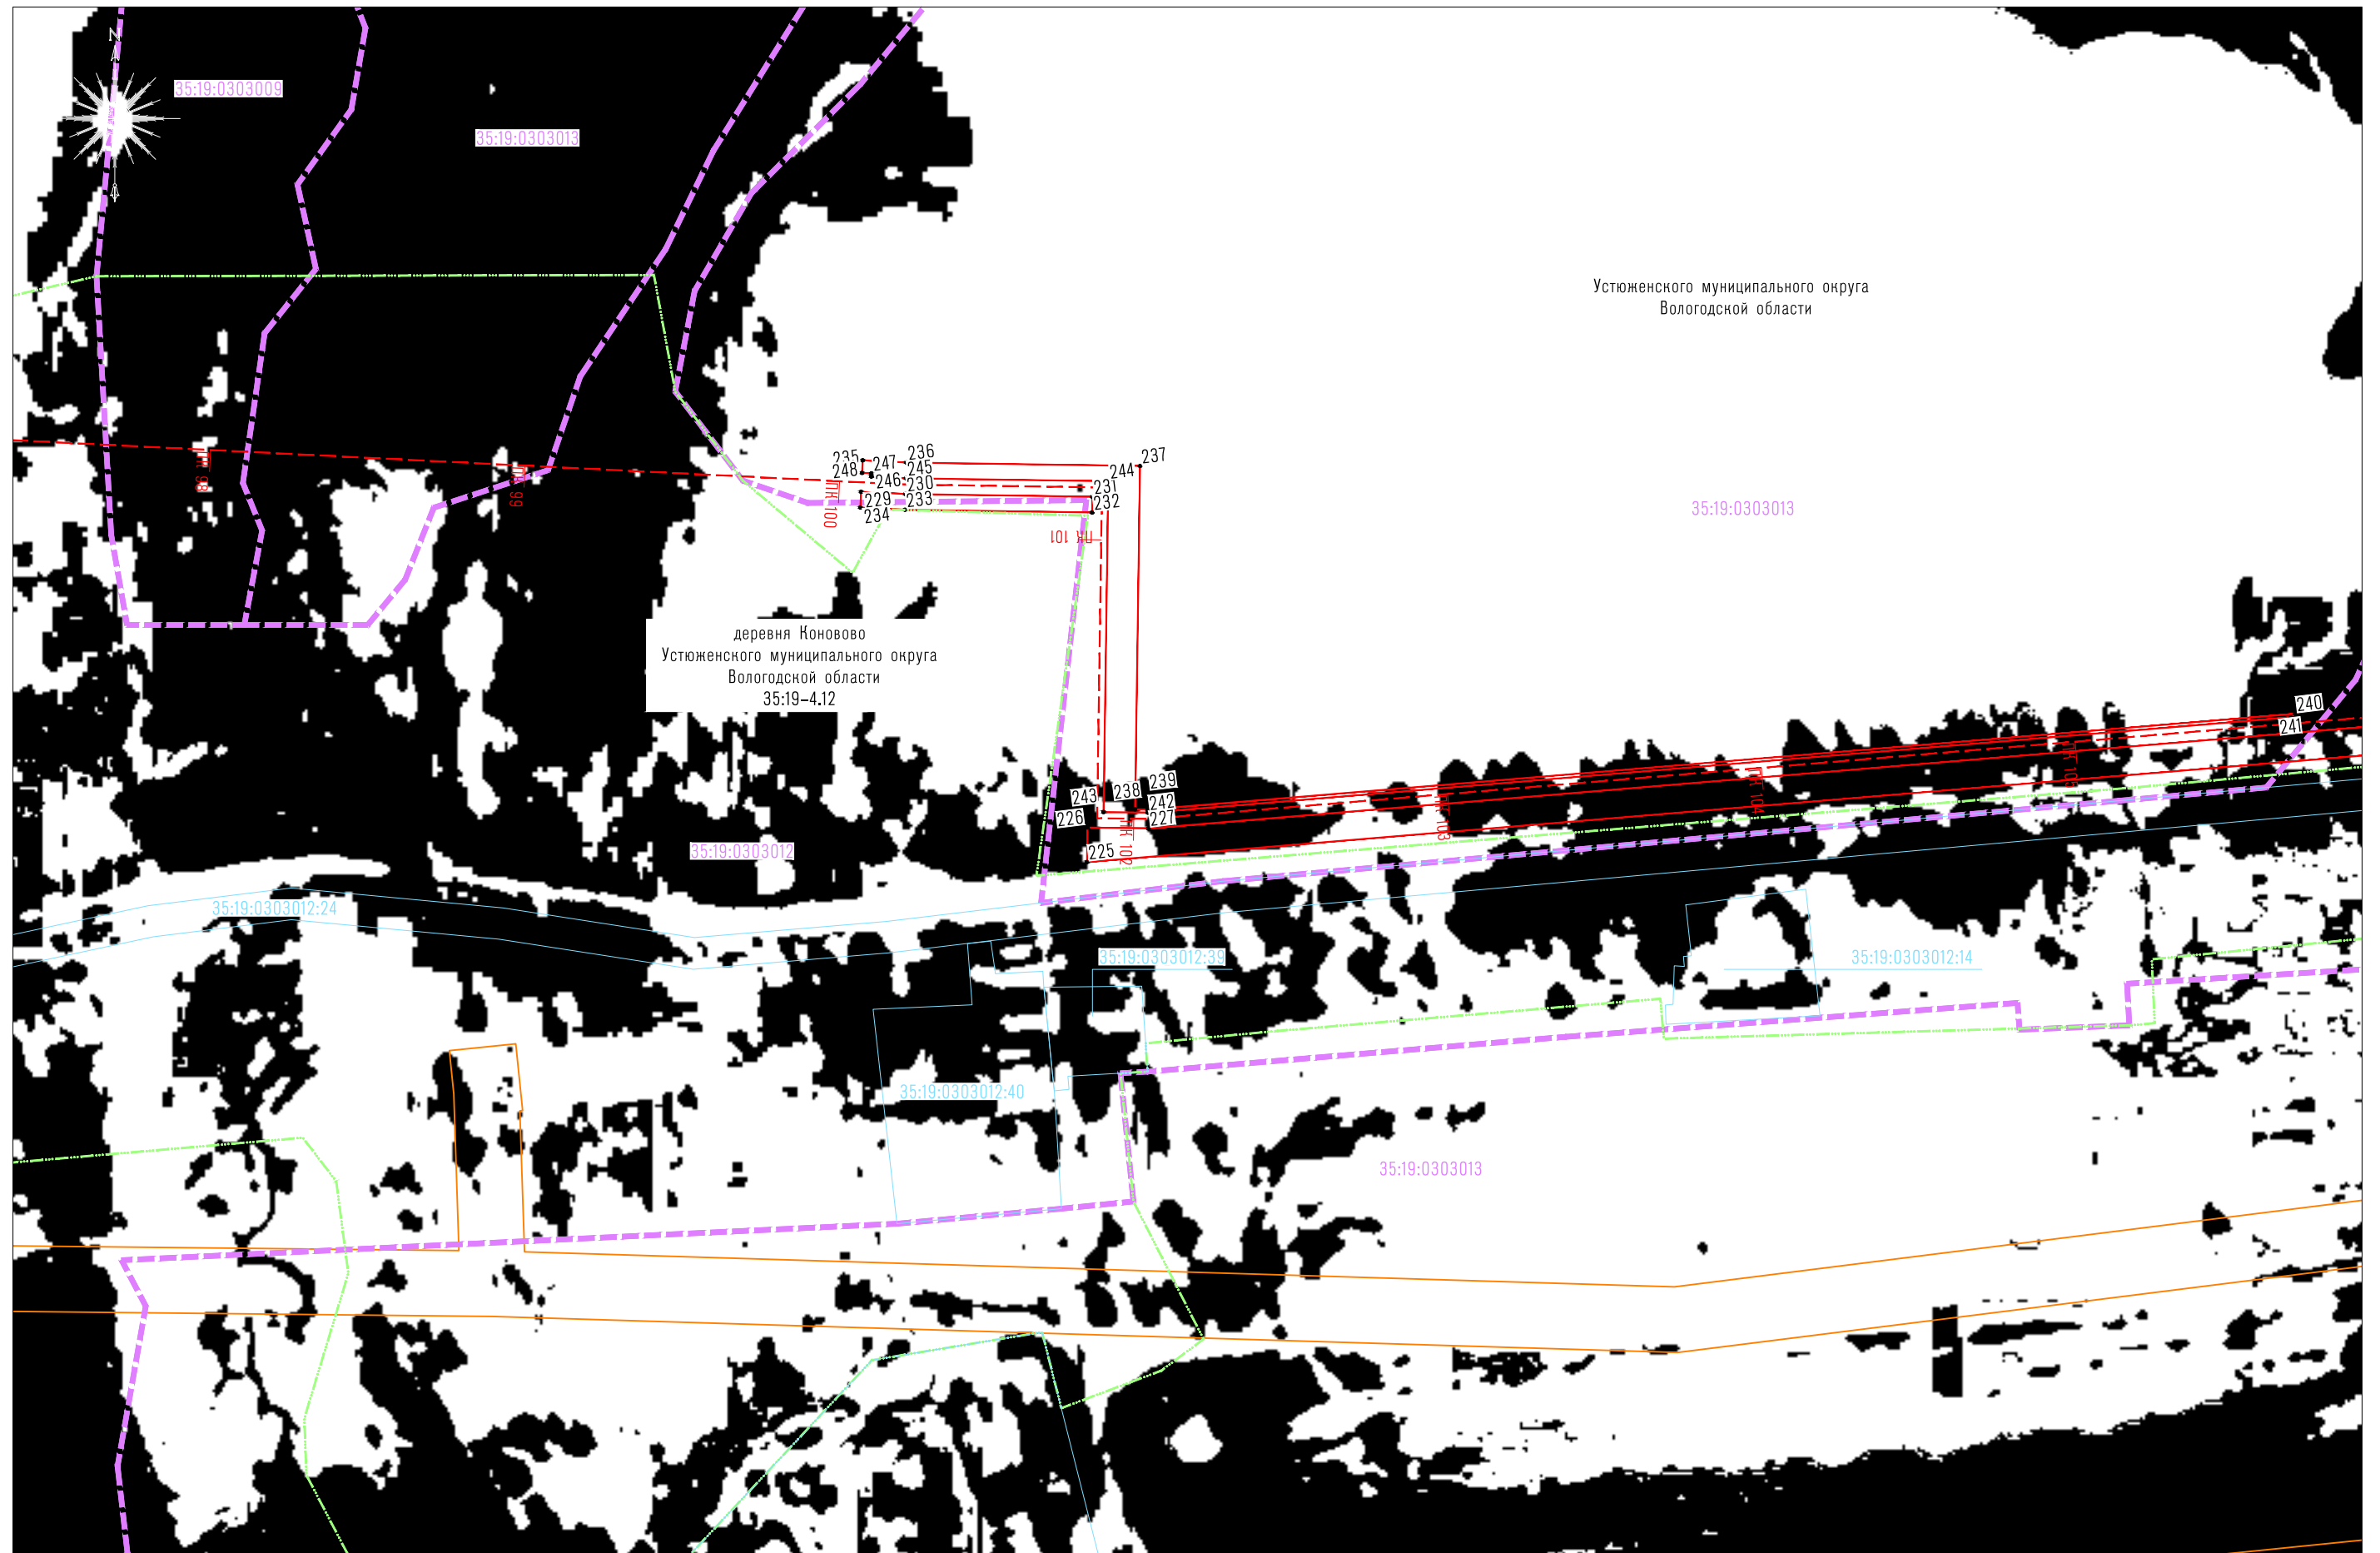 N
35:19:0303009
35:19:0303013
Устюженского муниципального округа
Вологодской области
ПК 98
ПК 99
ПК 100
235
236
237
247
245
248
244
246
230
231
229
233
232
234
35:19:0303013
ПК 101
деревня Коновово
Устюженского муниципального округа
Вологодской области
35:19-4.12
240
241
239
238
243
242
226
227
225
ПК 102
ПК 103
ПК 104
35:19:0303012
35:19:0303012:24
35:19:0303012:39
35:19:0303012:14
35:19:0303012:40
35:19:0303013